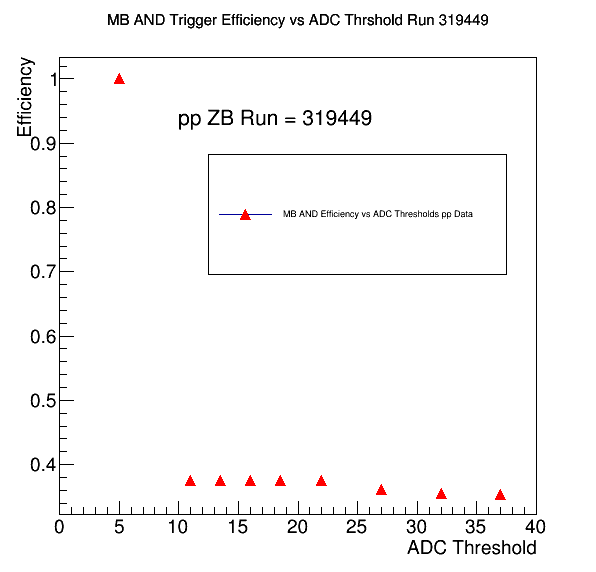 MB AND Trigger Efficiency vs ADC Thrshold Run 319449
Efficiency
1
0.9
0.8
0.7
0.6
0.5
0.4
pp ZB Run = 319449
MB AND Efficiency vs ADC Thresholds pp Data
0 5 10 15 20 25 30 35 40
ADC Threshold